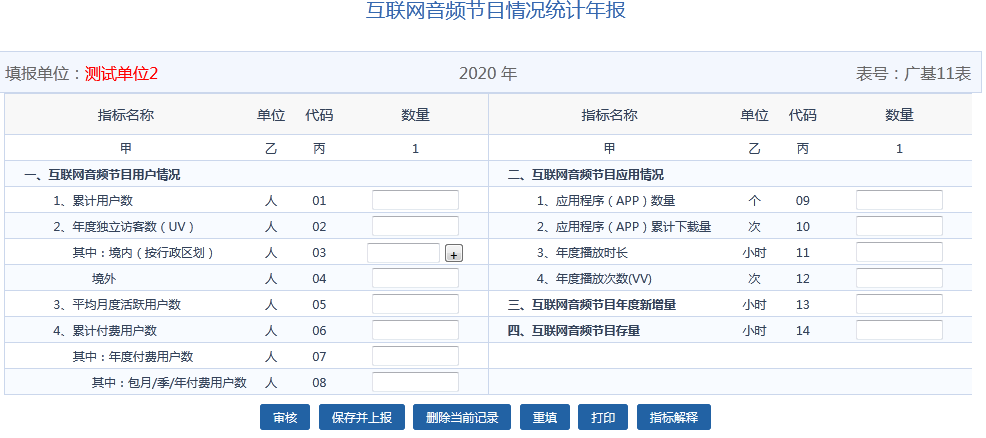 互联网音频节目情况统计年报
填报单位：测试单位2 2020 年 表号：广基11表
指标名称 单位 代码 数量 指标名称 单位 代码 数量
甲 乙 丙 1 甲 乙 丙 1
一、互联网音频节目用户情况 二、互联网音频节目应用情况
1、累计用户数 人 01 1、应用程序（APP）数量 个 09
2、年度独立访客数（UV） 人 02 2、应用程序（APP）累计下载量 次 10
其中：境内（按行政区划） 人 03 + 3、年度播放时长 小时 11
境外 人 04 4、年度播放次数(VV) 次 12
3、平均月度活跃用户数 人 05 三、互联网音频节目年度新增量 小时 13
4、累计付费用户数 人 06 四、互联网音频节目存量 小时 14
其中：年度付费用户数 人 07
其中：包月/季/年付费用户数 人 08
审核 保存并上报 删除当前记录 重填 打印 指标解释